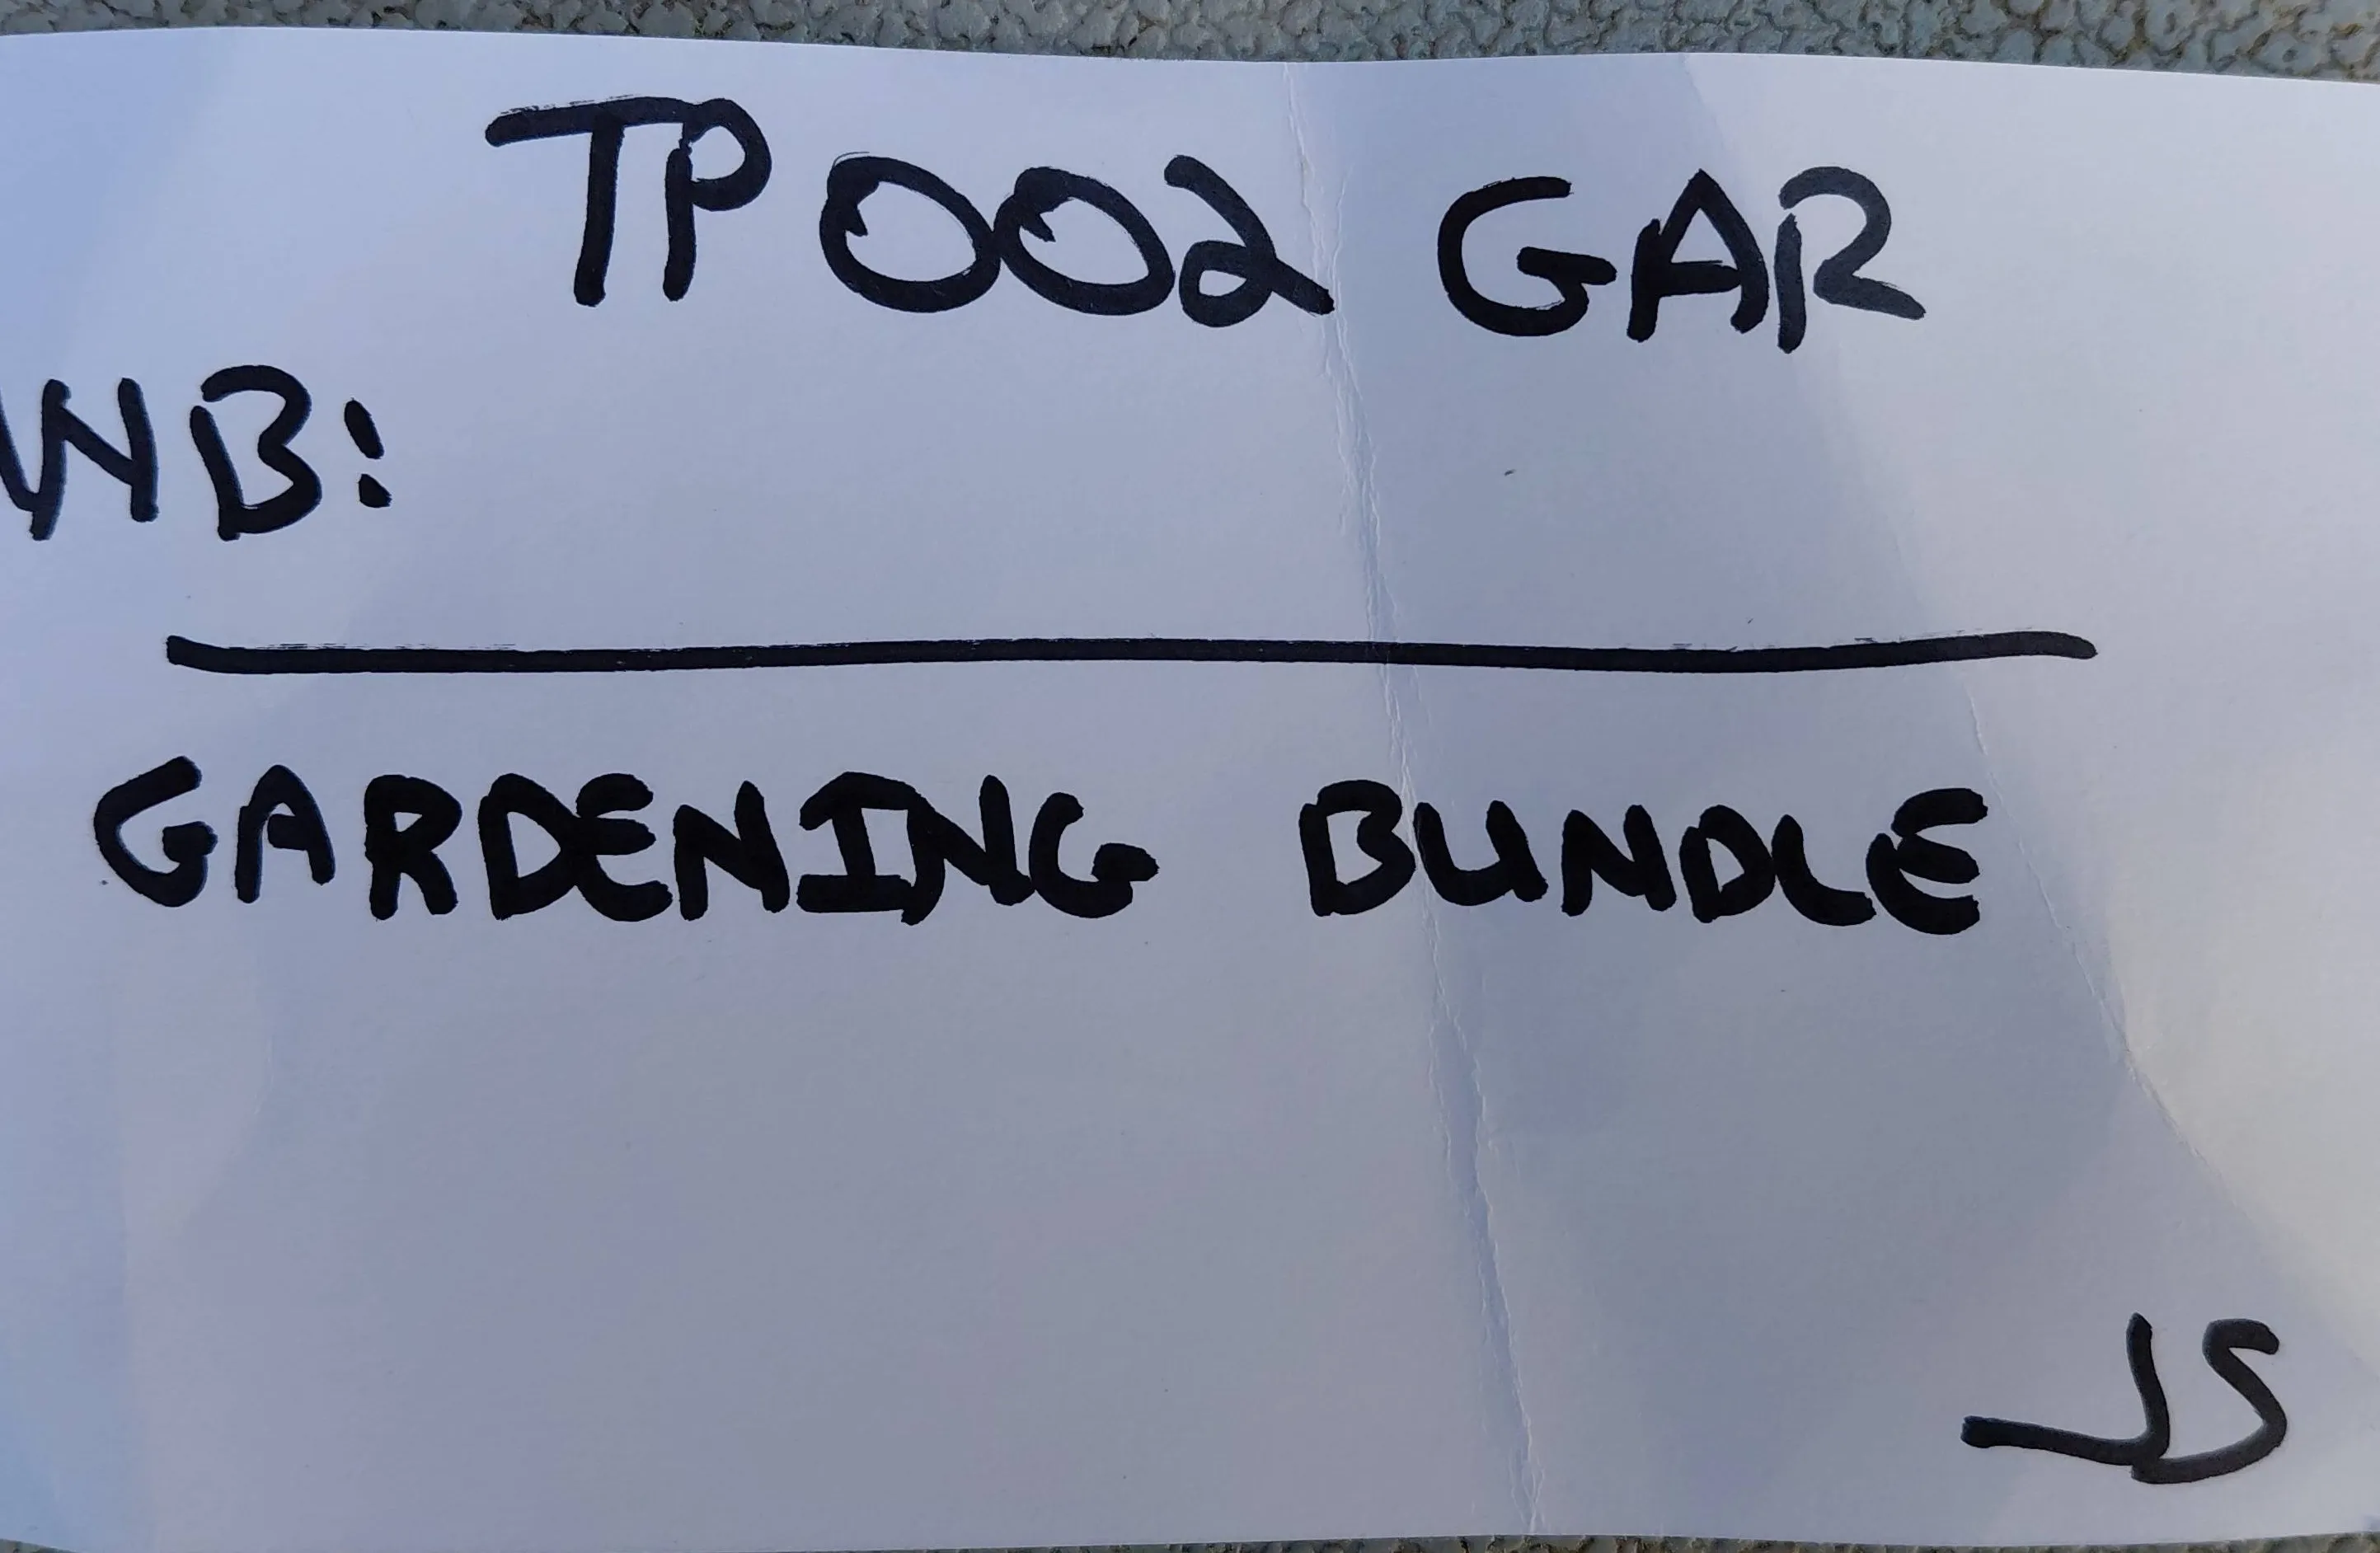 TP002 GAR
WB:
GARDENING BUNDLE
JS